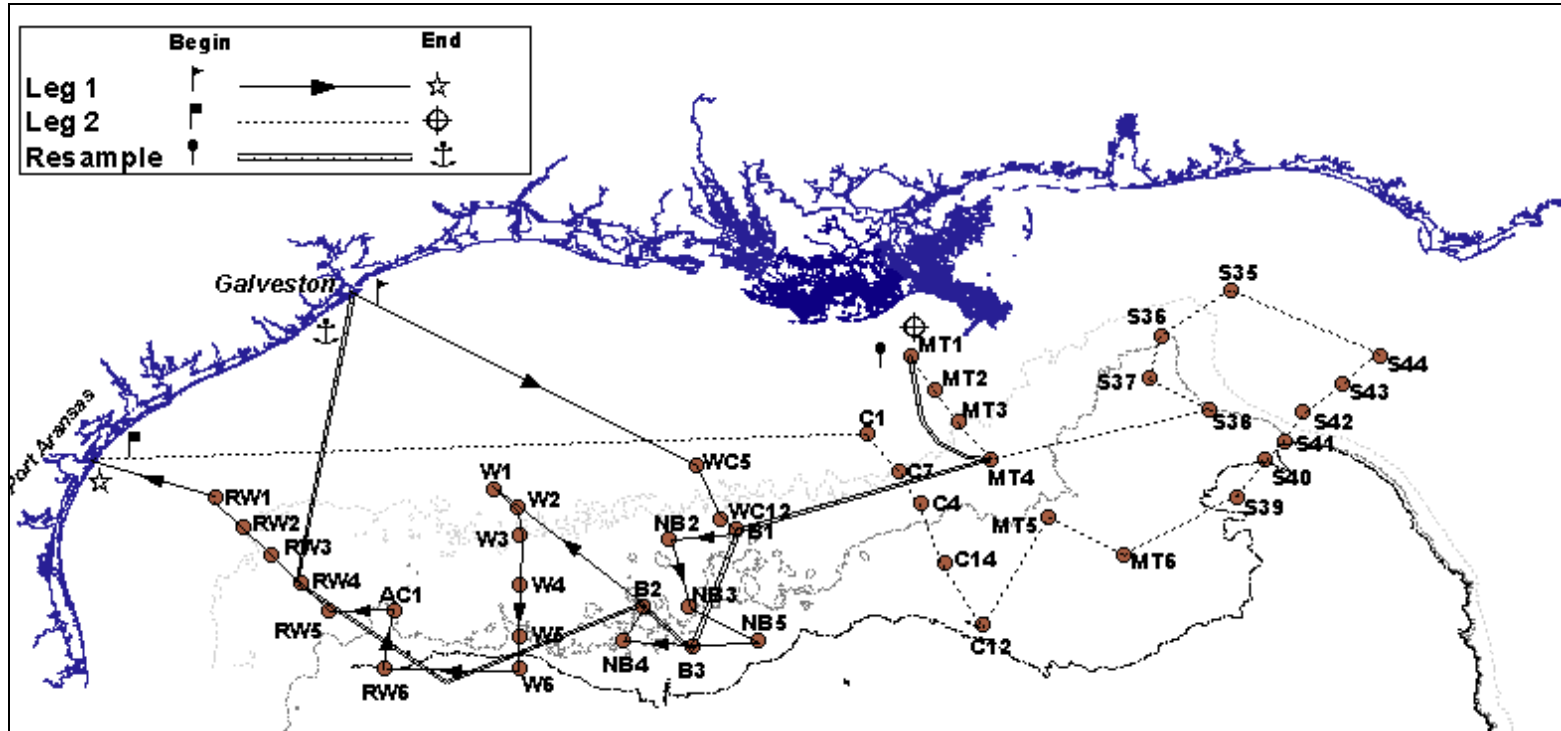 Begin End
Leg 1
Leg 2
Resample
Galveston
Port Aransas
S35
S36
MT1
S44
S37
MT2
S43
S38
MT3
S42
C1
S41
WC5
MT4
S40
W1
C7
RW1
W2
C4
S39
WC12
MT5
RW2
NB2
B1
W3
RW3
MT6
C14
RW4
W4
AC1
B2
NB3
RW5
W5
NB5
C12
NB4
B3
RW6
W6